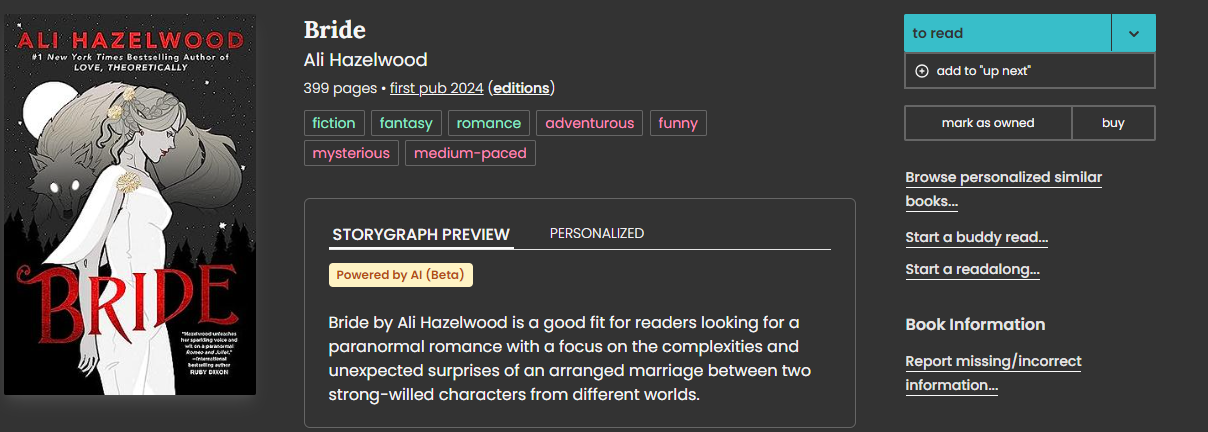 ALI HAZELWOOD
#1 New York Times Bestselling Author of
LOVE, THEORETICALLY
BRIDE
"Hazelwood unleashes
her sparkling voice and
wit on a paranormal
Romeo and Juliet."
—International
bestselling author
RUBY DIXON
Bride
Ali Hazelwood
399 pages • first pub 2024 (editions)
fiction fantasy romance adventurous funny
mysterious medium-paced
STORYGRAPH PREVIEW PERSONALIZED
Powered by AI (Beta)
Bride by Ali Hazelwood is a good fit for readers looking for a
paranormal romance with a focus on the complexities and
unexpected surprises of an arranged marriage between two
strong-willed characters from different worlds.
to read
add to "up next"
mark as owned buy
Browse personalized similar
books...
Start a buddy read...
Start a readalong...
Book Information
Report missing/incorrect
information...